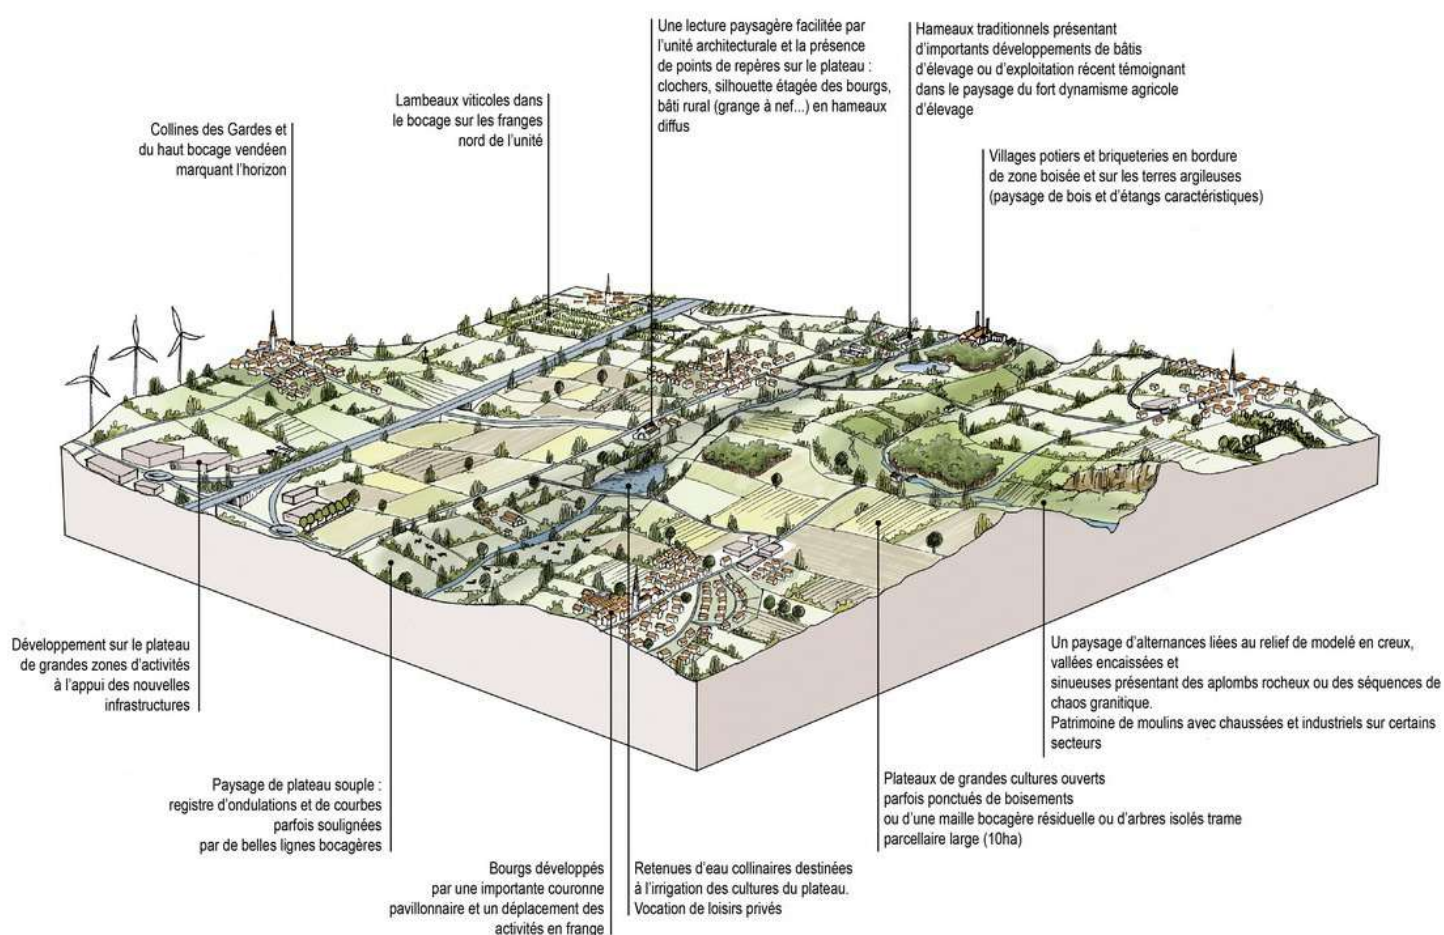 Une lecture paysagère facilitée par
l'unité architecturale et la présence
de points de repères sur le plateau :
clochers, silhouette étagée des bourgs,
bâti rural (grange à nef...) en hameaux
diffus
Hameaux traditionnels présentant
d'importants développements de bâtis
d'élevage ou d'exploitation récent témoignant
dans le paysage du fort dynamisme agricole
d'élevage
Lambeaux viticoles dans
le bocage sur les franges
nord de l'unité
Collines des Gardes et
du haut bocage vendéen
marquant l'horizon
Villages potiers et briqueteries en bordure
de zone boisée et sur les terres argileuses
(paysage de bois et d'étangs caractéristiques)
Développement sur le plateau
de grandes zones d'activités
à l'appui des nouvelles
infrastructures
Un paysage d'alternances liées au relief de modelé en creux,
vallées encaissées et
sinueuses présentant des aplombs rocheux ou des séquences de
chaos granitique.
Patrimoine de moulins avec chaussées et industriels sur certains
secteurs
Paysage de plateau souple :
registre d'ondulations et de courbes
parfois soulignées
par de belles lignes bocagères
Plateaux de grandes cultures ouverts
parfois ponctués de boisements
ou d'une maille bocagère résiduelle ou d'arbres isolés trame
parcellaire large (10ha)
Bourgs développés
par une importante couronne
pavillonnaire et un déplacement des
activités en frange
Retenues d'eau collinaires destinées
à l'irrigation des cultures du plateau.
Vocation de loisirs privés